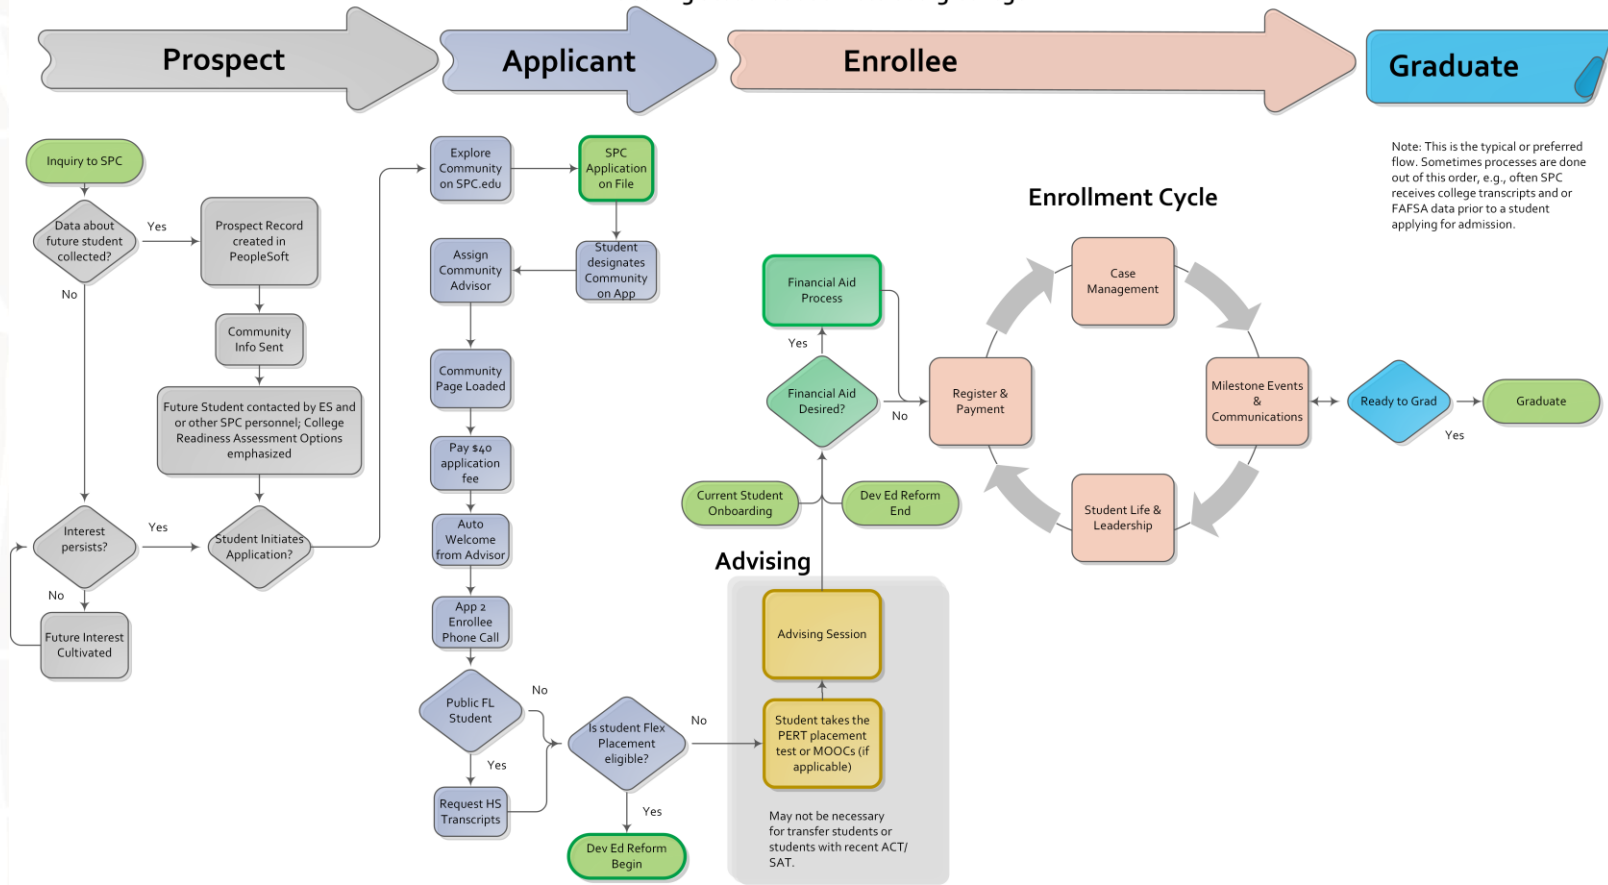 Prospect
Applicant
Enrollee
Graduate
Inquiry to SPC
Data about
future student
collected?
Yes
No
Prospect Record
created in
PeopleSoft
Community
Info Sent
Future Student contacted by ES and
or other SPC personnel; College
Readiness Assessment Options
emphasized
Interest
persists?
Yes
No
Student Initiates
Application?
Future Interest
Cultivated
Explore
Community
on SPC.edu
SPC
Application
on File
Student
designates
Community
on App
Assign
Community
Advisor
Community
Page Loaded
Pay $40
application
fee
Auto
Welcome
from Advisor
App 2
Enrollee
Phone Call
Public FL
Student
No
Yes
Request HS
Transcripts
Is student Flex
Placement
eligible?
No
Yes
Dev Ed Reform
Begin
Advising
Advising Session
Student takes the
PERT placement
test or MOOCs (if
applicable)
May not be necessary
for transfer students or
students with recent ACT/
SAT.
Current Student
Onboarding
Dev Ed Reform
End
Financial Aid
Desired?
Yes
No
Financial Aid
Process
Enrollment Cycle
Register &
Payment
Case
Management
Milestone Events
&
Communications
Student Life &
Leadership
Ready to Grad
Yes
Graduate
Note: This is the typical or preferred
flow. Sometimes processes are done
out of this order, e.g., often SPC
receives college transcripts and or
FAFSA data prior to a student
applying for admission.